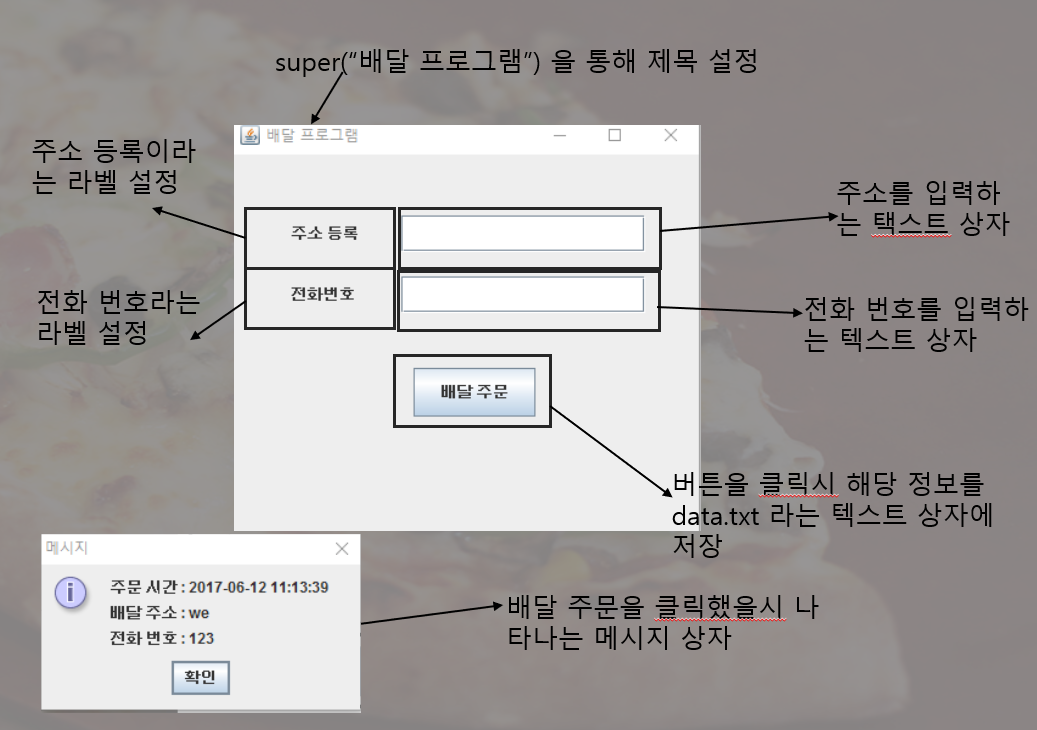 super(“배달 프로그램”) 을 통해 제목 설정
배달 프로그램
주소 등록이라
는 라벨 설정
주소를 입력하
는 택스트 상자
주소 등록
전화 번호라는
라벨 설정
전화번호
전화 번호를 입력하
는 텍스트 상자
배달 주문
버튼을 클릭시 해당 정보를
data.txt 라는 텍스트 상자에
저장
메시지
주문 시간 : 2017-06-12 11:13:39
배달 주소 : we
전화 번호 : 123
확인
배달 주문을 클릭했을시 나
타나는 메시지 상자